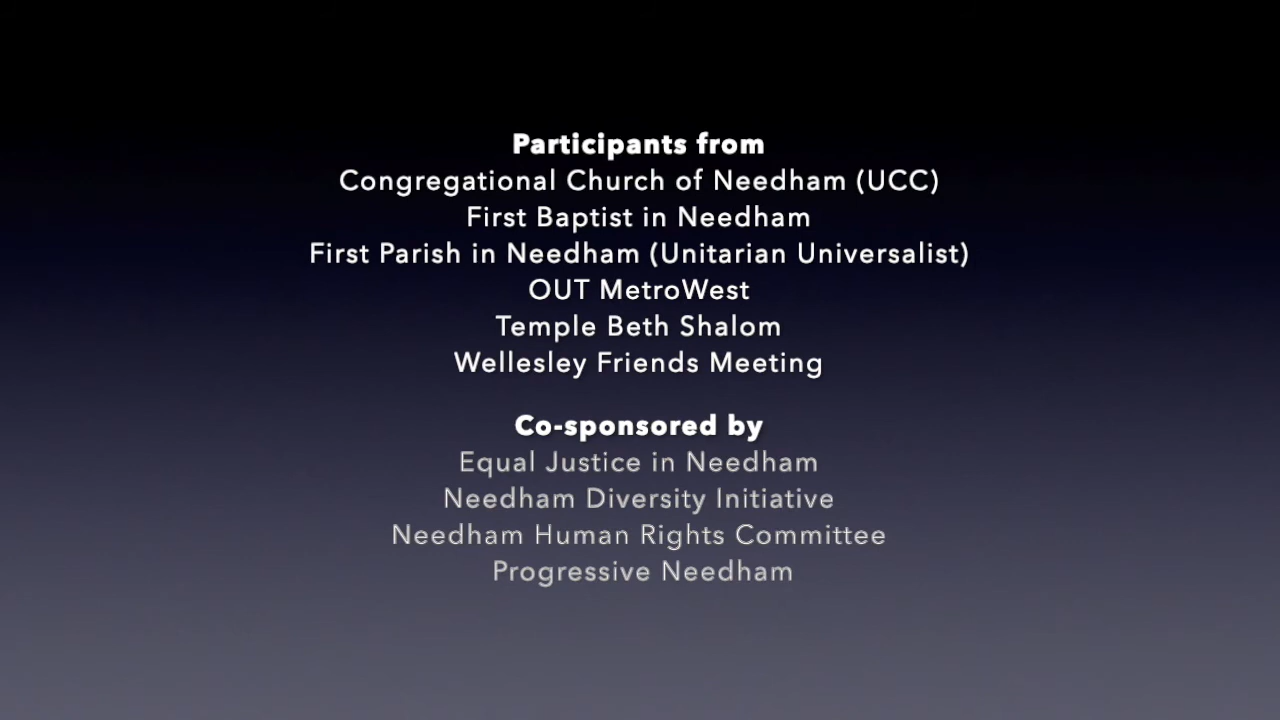 Participants from
Congregational Church of Needham (UCC)
First Baptist in Needham
First Parish in Needham (Unitarian Universalist)
OUT MetroWest
Temple Beth Shalom
Wellesley Friends Meeting
Co-sponsored by
Equal Justice in Needham
Needham Diversity Initiative
Needham Human Rights Committee
Progressive Needham